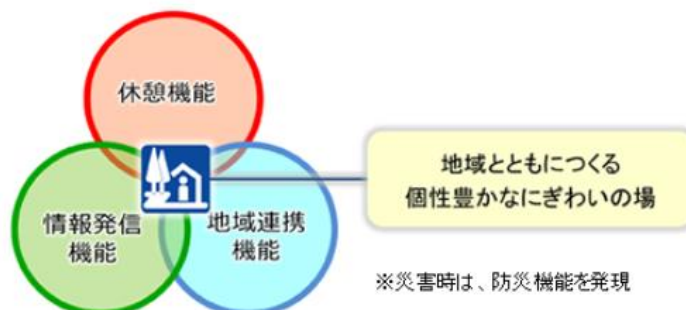 休憩機能
情報発信
機能
地域連携
機能
地域とともにつくる
個性豊かなにぎわいの場
※災害時は、防災機能を発現